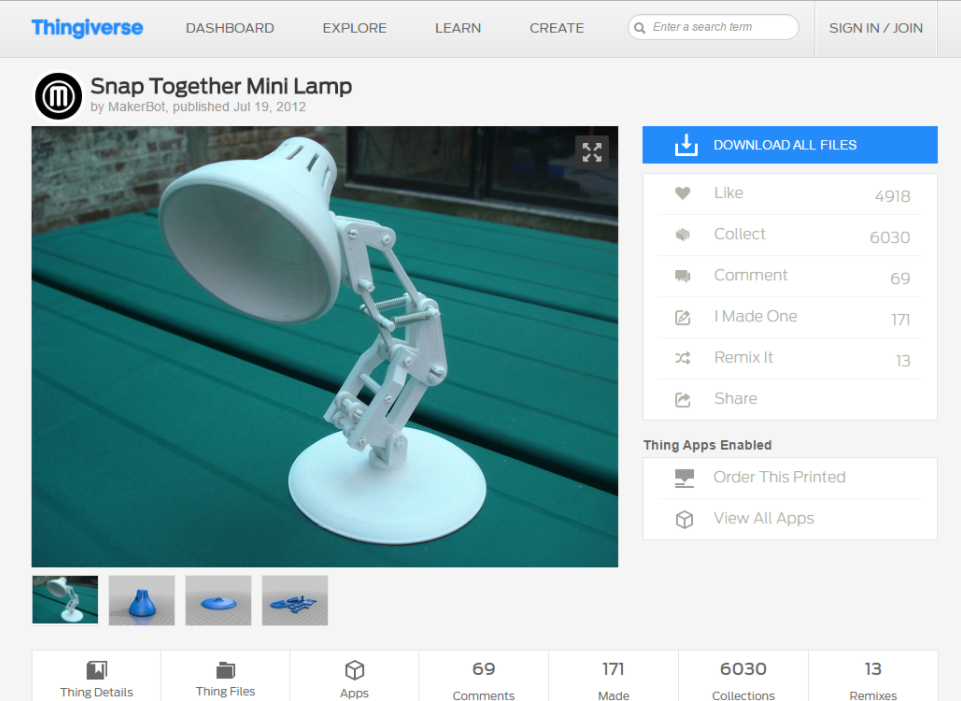 Thingiverse DASHBOARD EXPLORE LEARN CREATE Enter a search term SIGN IN / JOIN
Snap Together Mini Lamp
by MakerBot, published Jul 19, 2012
DOWNLOAD ALL FILES
Like 4918
Collect 6030
Comment 69
I Made One 171
Remix It 13
Share
Thing Apps Enabled
Order This Printed
View All Apps
69 171 6030 13
Thing Details Thing Files Apps Comments Made Collections Remixes